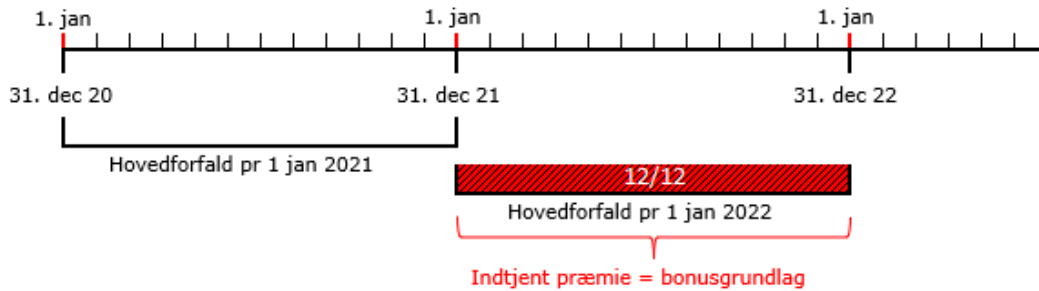 1. jan
1. jan
1. jan
31. dec 20
31. dec 21
31. dec 22
Hovedforfald pr 1 jan 2021
12/12
Hovedforfald pr 1 jan 2022
Indtjent præmie = bonusgrundlag